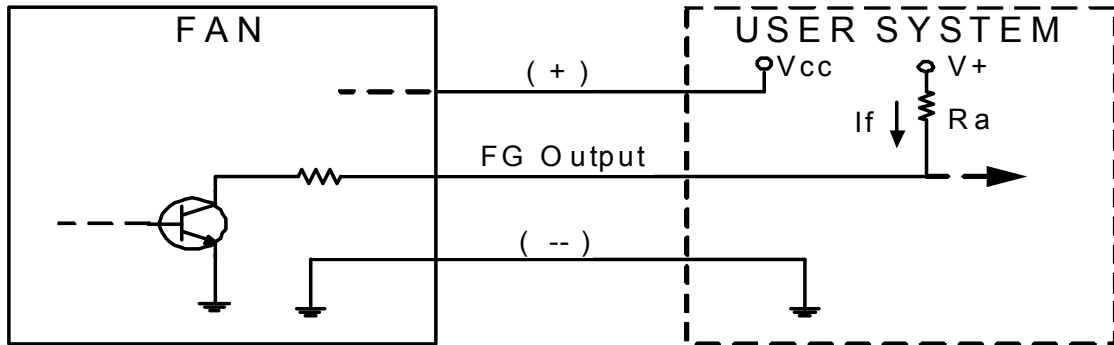 FAN
USER SYSTEM
( + )
Vcc
V+
If
Ra
FG Output
( -- )